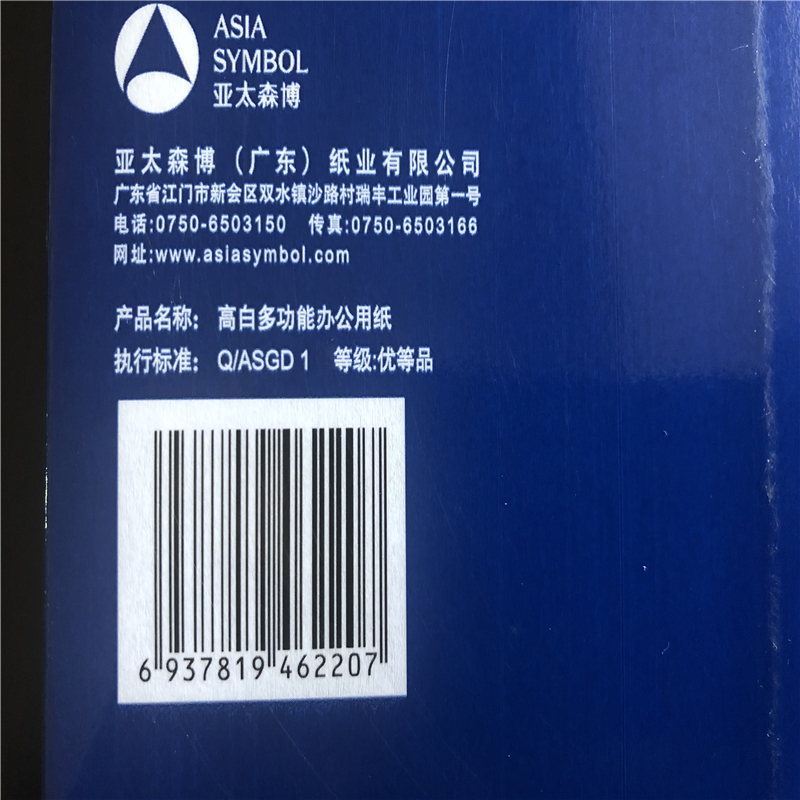 ASIA
SYMBOL
亚太森博
亚太森博（广东）纸业有限公司
广东省江门市新会区双水镇沙路村瑞丰工业园第一号
电话:0750-6503150 传真:0750-6503166
网址:www.asiasymbol.com
产品名称： 高白多功能办公用纸
执行标准： Q/ASGD 1 等级:优等品
6 937819 462207